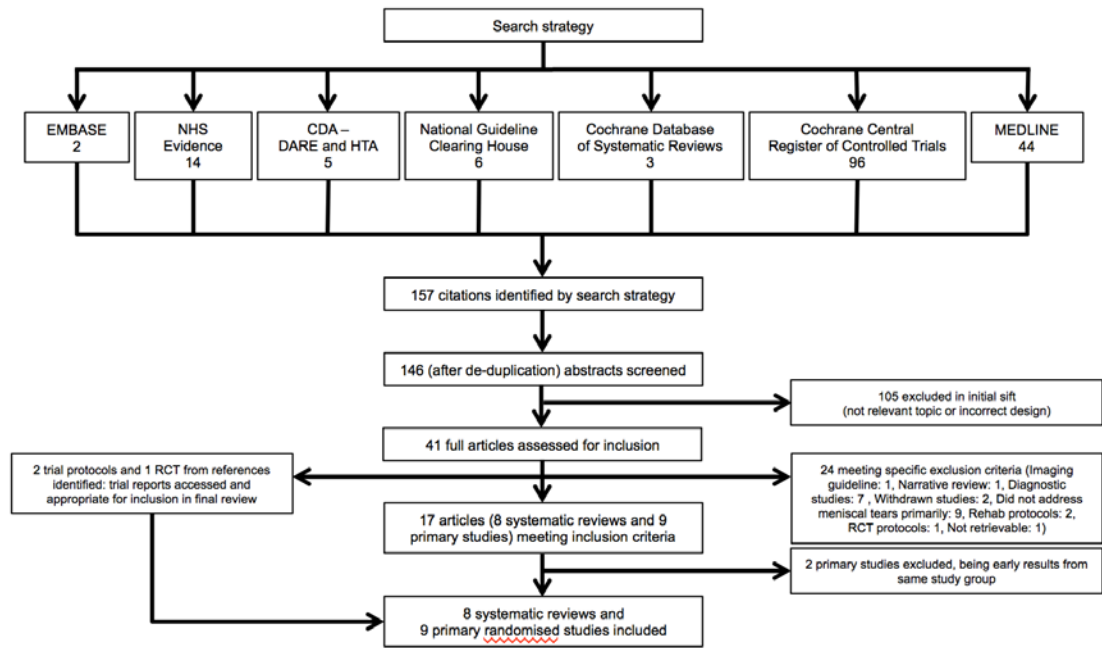 Search strategy
EMBASE
2
NHS
Evidence
14
CDA –
DARE and HTA
5
National Guideline
Clearing House
6
Cochrane Database
of Systematic Reviews
3
Cochrane Central
Register of Controlled Trials
96
MEDLINE
44
157 citations identified by search strategy
146 (after de-duplication) abstracts screened
105 excluded in initial sift
(not relevant topic or incorrect design)
41 full articles assessed for inclusion
2 trial protocols and 1 RCT from references
identified: trial reports accessed and
appropriate for inclusion in final review
24 meeting specific exclusion criteria (Imaging
guideline: 1, Narrative review: 1, Diagnostic
studies: 7 , Withdrawn studies: 2, Did not address
meniscal tears primarily: 9, Rehab protocols: 2,
RCT protocols: 1, Not retrievable: 1)
17 articles (8 systematic reviews and 9
primary studies) meeting inclusion criteria
2 primary studies excluded, being early results from
same study group
8 systematic reviews and
9 primary randomised studies included